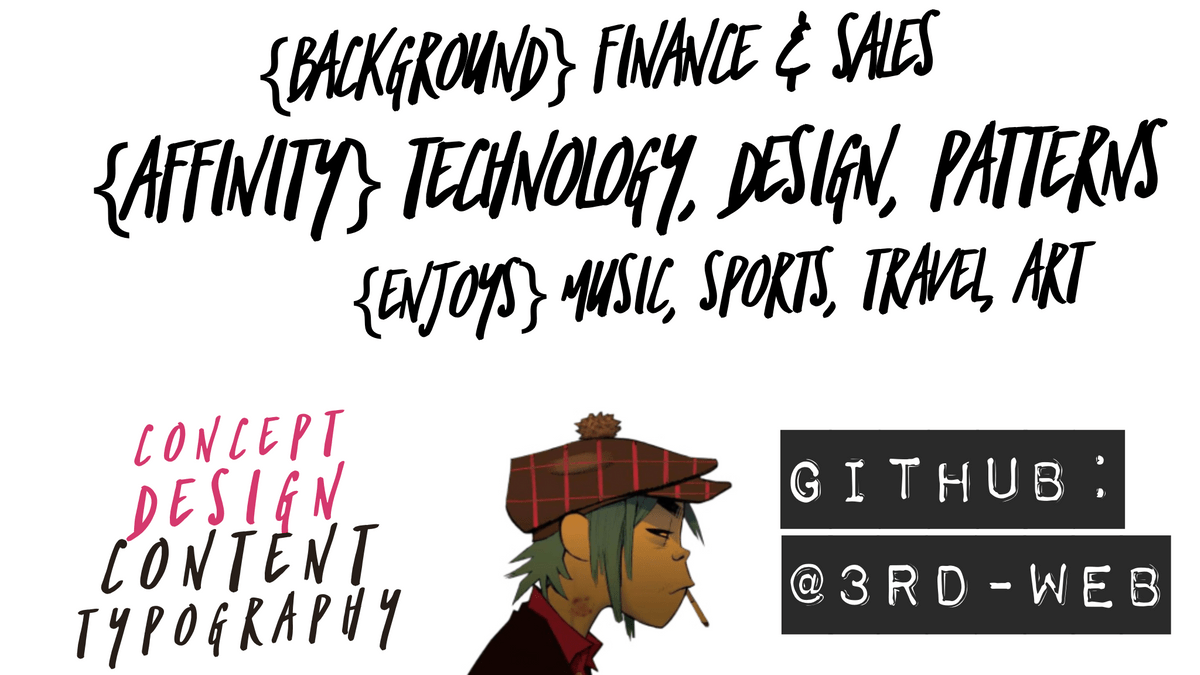 {BACKGROUND} FINANCE & SALES
{AFFINITY} TECHNOLOGY, DESIGN, PATTERNS
{ENJOYS} MUSIC, SPORTS, TRAVEL, ART
CONCEPT
DESIGN
CONTENT
TYPOGRAPHY
GITHUB:
@3RD-WEB